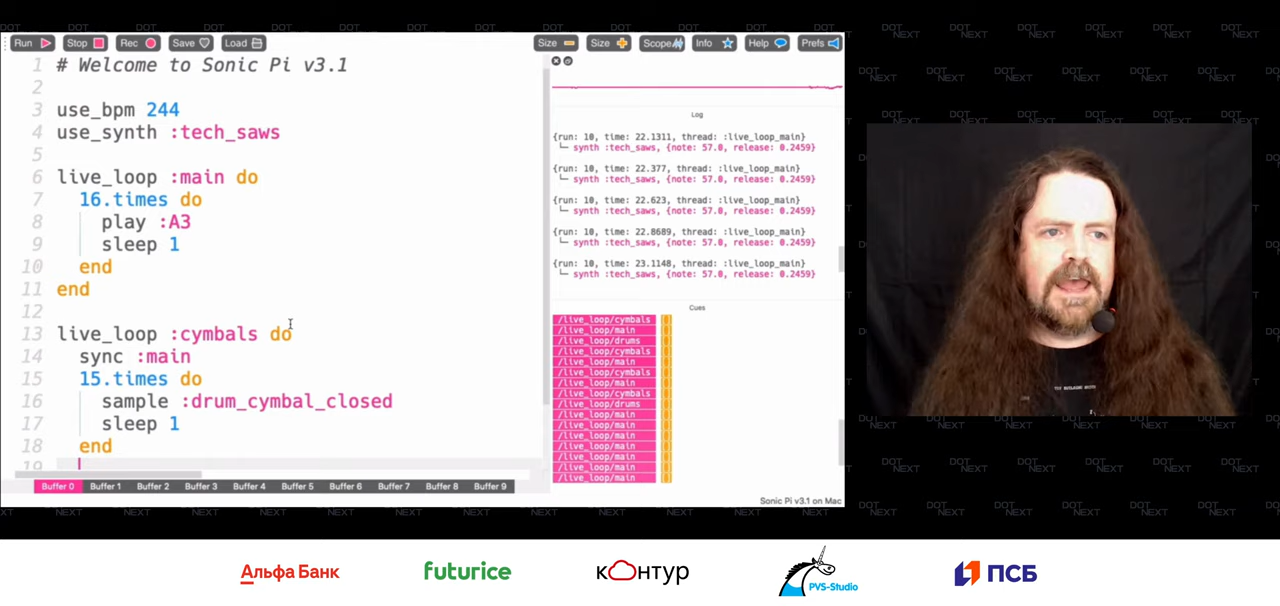 Run Stop Rec Save Load Size Size Scope Info Help Prefs
1 # Welcome to Sonic Pi v3.1
2
3 use_bpm 244
4 use_synth :tech_saws
5
6 live_loop :main do
7 16.times do
8 play :A3
9 sleep 1
10 end
11 end
12
13 live_loop :cymbals do
14 sync :main
15 15.times do
16 sample :drum_cymbal_closed
17 sleep 1
18 end
19
Buffer 0 Buffer 1 Buffer 2 Buffer 3 Buffer 4 Buffer 5 Buffer 6 Buffer 7 Buffer 8 Buffer 9
Log
{run: 10, time: 22.1311, thread: :live_loop_main}
synth :tech_saws, {note: 57.0, release: 0.2459}
{run: 10, time: 22.377, thread: :live_loop_main}
synth :tech_saws, {note: 57.0, release: 0.2459}
{run: 10, time: 22.623, thread: :live_loop_main}
synth :tech_saws, {note: 57.0, release: 0.2459}
{run: 10, time: 22.8689, thread: :live_loop_main}
synth :tech_saws, {note: 57.0, release: 0.2459}
{run: 10, time: 23.1148, thread: :live_loop_main}
synth :tech_saws, {note: 57.0, release: 0.2459}
Cues
/live_loop/cymbals
/live_loop/main
/live_loop/drums
/live_loop/cymbals
/live_loop/main
/live_loop/cymbals
/live_loop/main
/live_loop/cymbals
/live_loop/drums
/live_loop/main
/live_loop/main
/live_loop/main
/live_loop/main
/live_loop/main
/live_loop/main
/live_loop/main
Sonic Pi v3.1 on Mac
DOT NEXT
Альфа Банк futurice контур PVS-Studio ПСБ